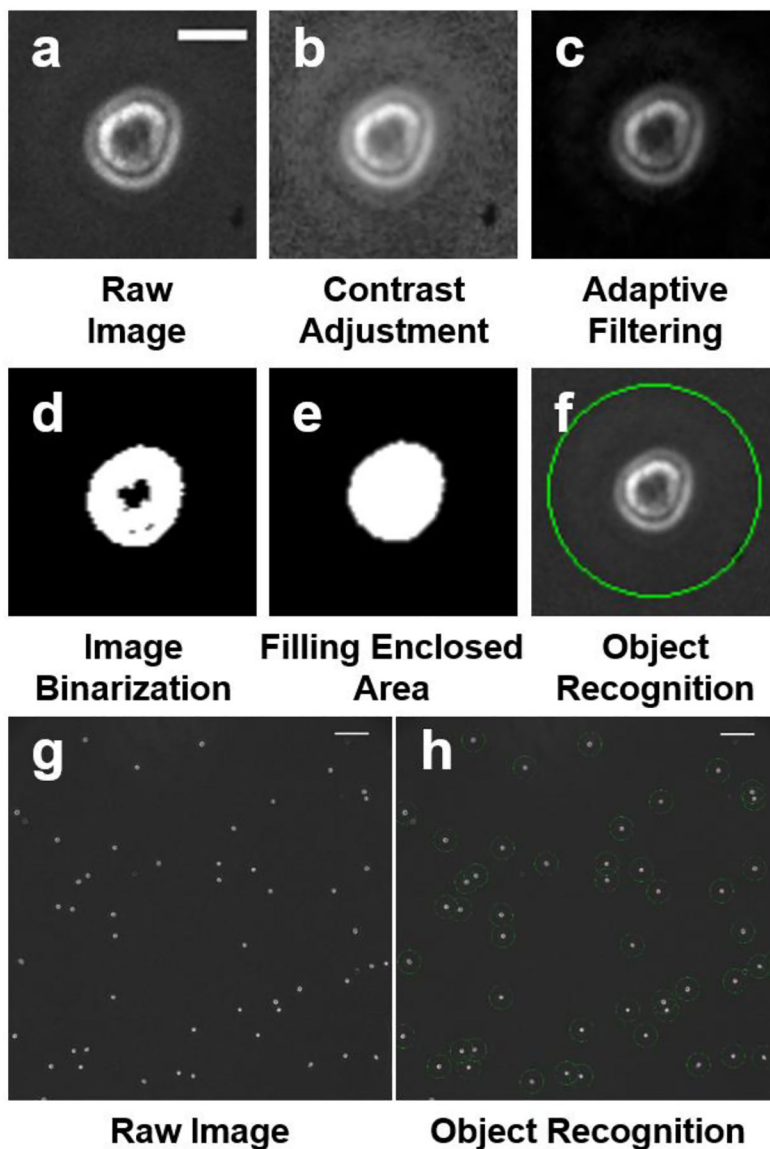 a
b
c
Raw
Image
Contrast
Adjustment
Adaptive
Filtering
d
e
f
Image
Binarization
Filling Enclosed
Area
Object
Recognition
g
h
Raw Image
Object Recognition